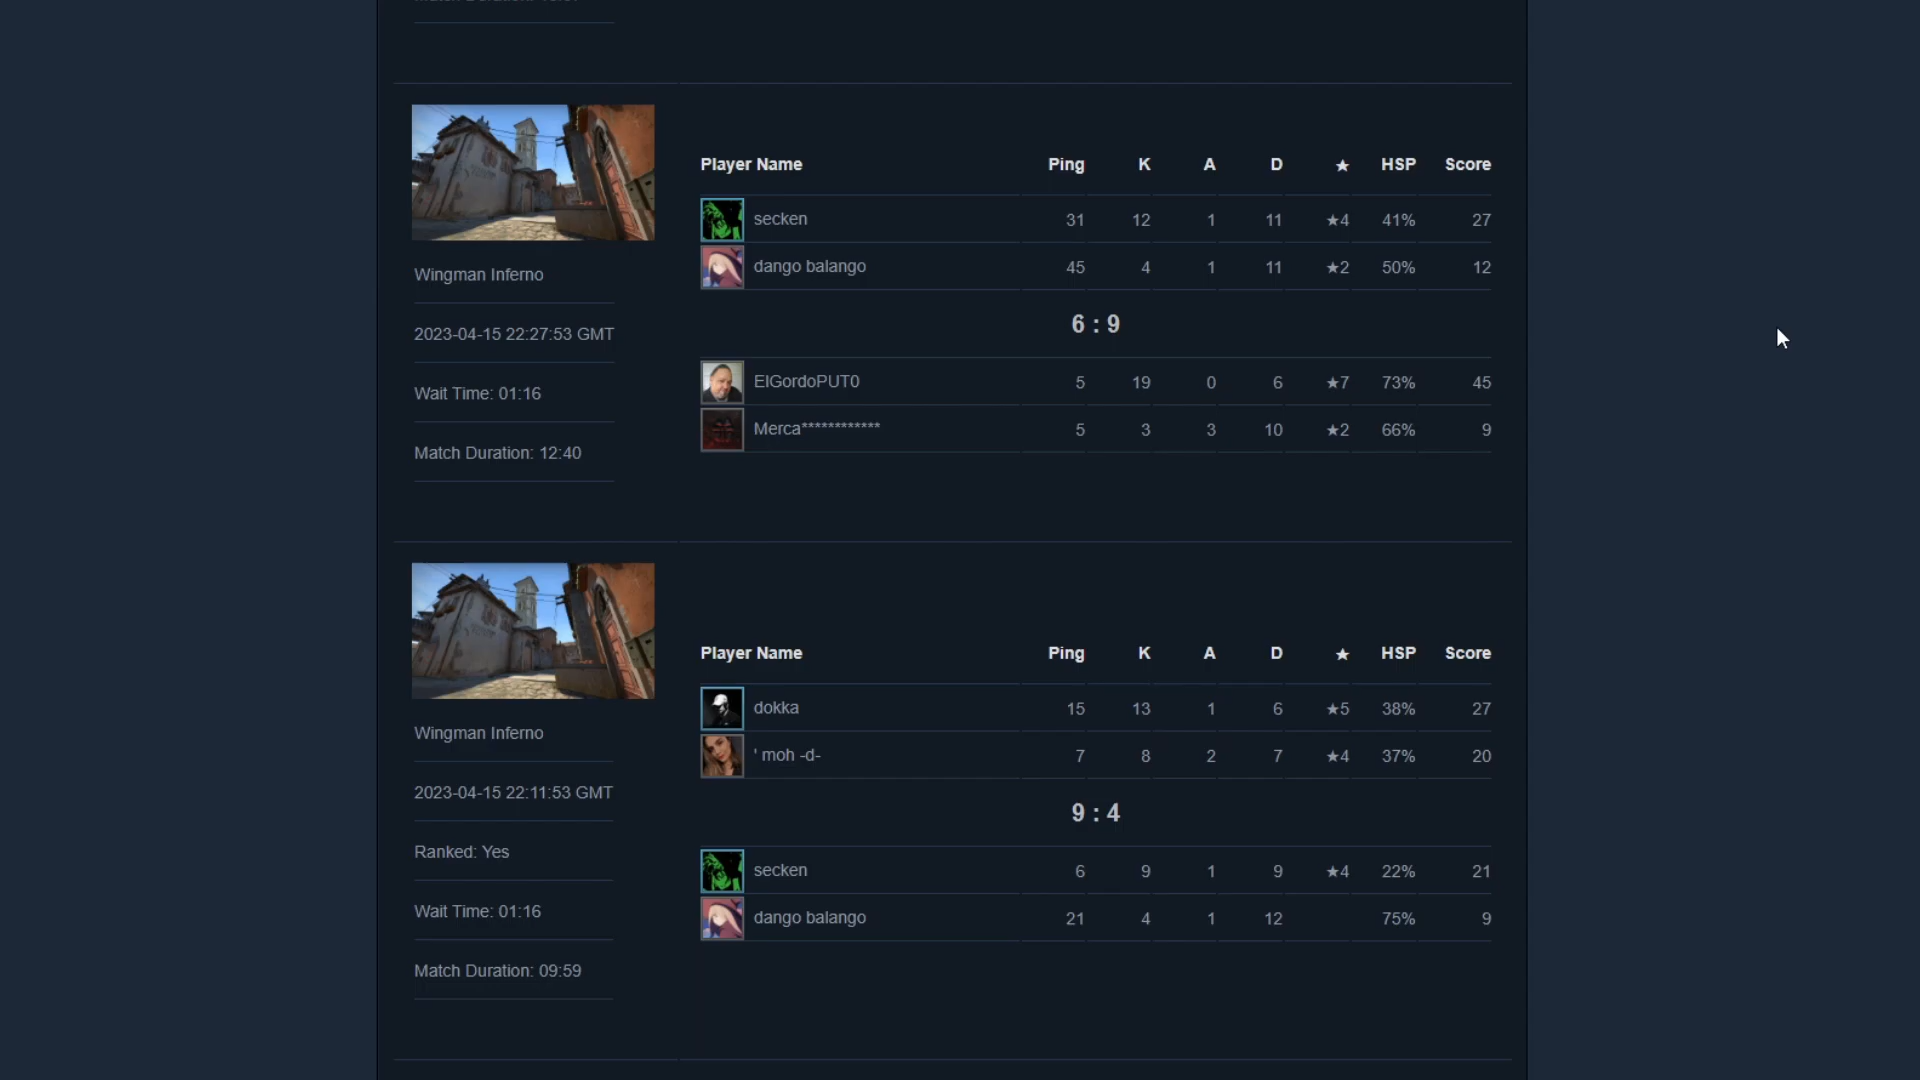 Player Name Ping K A D ★ HSP Score
secken 31 12 1 11 ★4 41% 27
dango balango 45 4 1 11 ★2 50% 12
6 : 9
ElGordoPUT0 5 19 0 6 ★7 73% 45
Merca************ 5 3 3 10 ★2 66% 9
Wingman Inferno
2023-04-15 22:27:53 GMT
Wait Time: 01:16
Match Duration: 12:40
Player Name Ping K A D ★ HSP Score
dokka 15 13 1 6 ★5 38% 27
' moh -d- 7 8 2 7 ★4 37% 20
9 : 4
secken 6 9 1 9 ★4 22% 21
dango balango 21 4 1 12 75% 9
Wingman Inferno
2023-04-15 22:11:53 GMT
Ranked: Yes
Wait Time: 01:16
Match Duration: 09:59